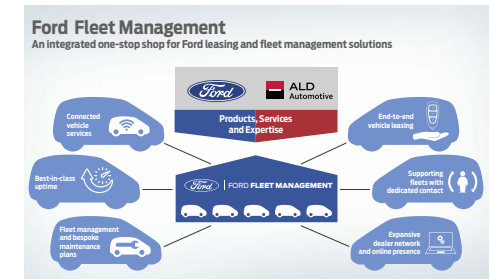 Ford Fleet Management
An integrated one-stop shop for Ford leasing and fleet management solutions
Ford
ALD
Automotive
Products, Services
and Expertise
Connected
vehicle
services
End-to-end
vehicle leasing
Best-in-class
uptime
Ford | FORD FLEET MANAGEMENT
Supporting
fleets with
dedicated contact
Fleet management
and bespoke
maintenance
plans
Expansive
dealer network
and online presence